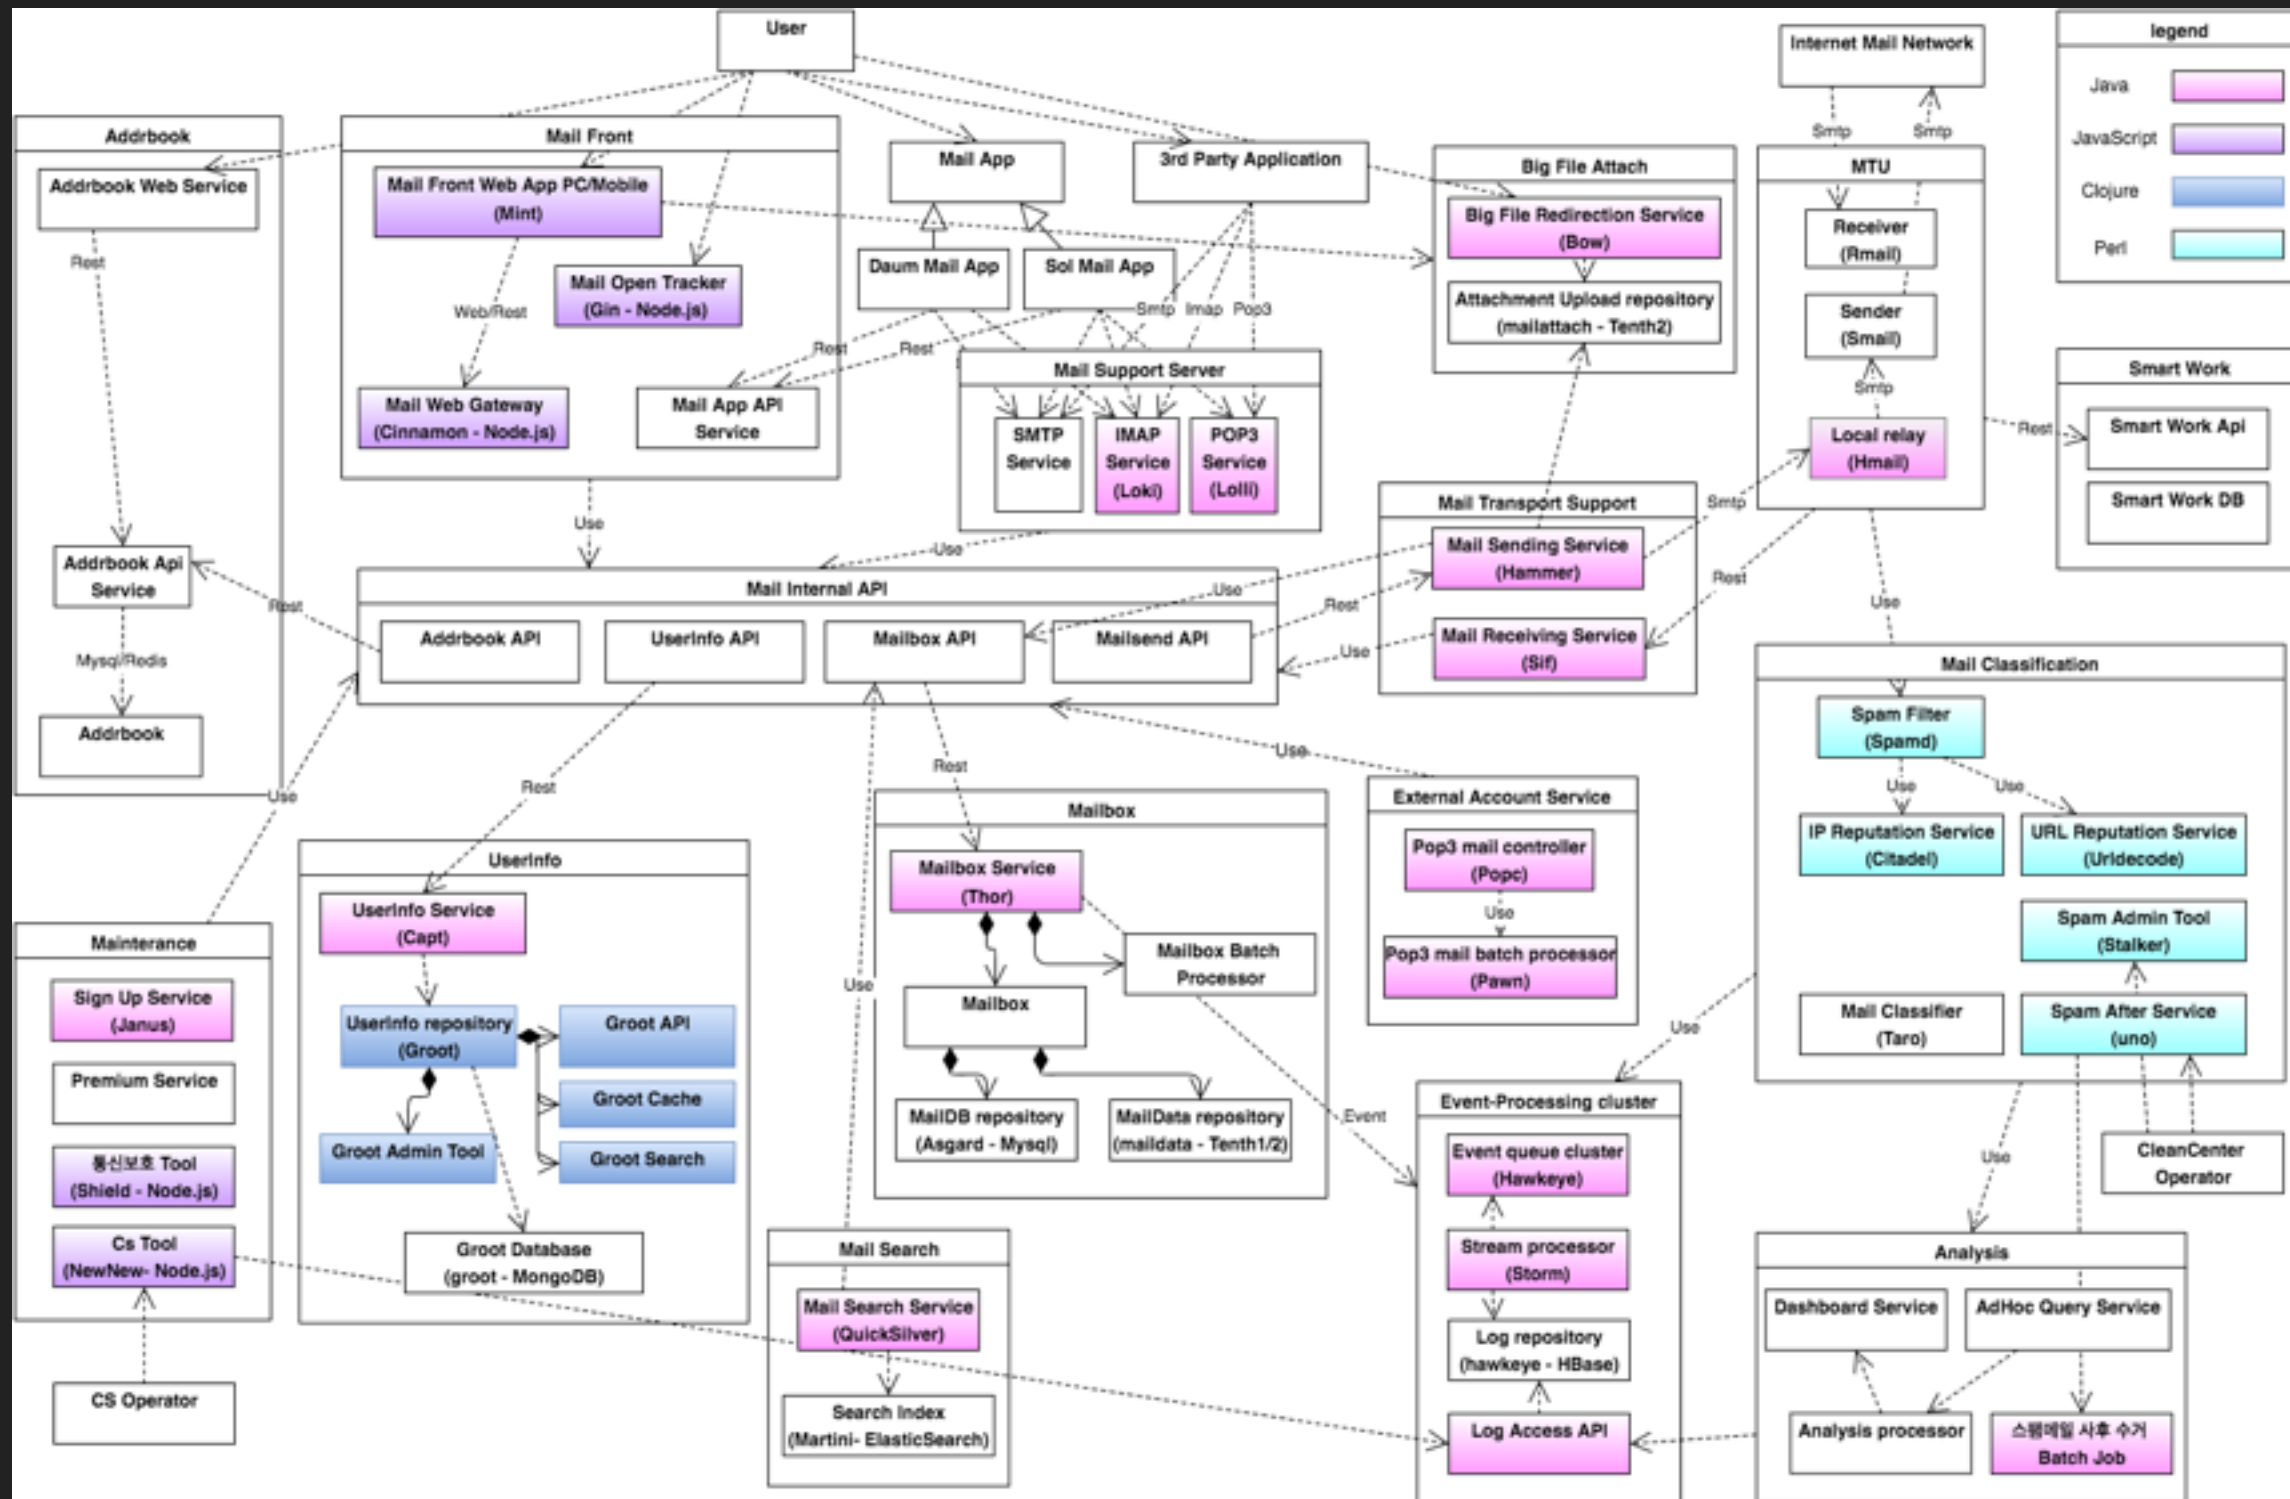 User
Internet Mail Network
legend
Java
JavaScript
Clojure
Perl
Smtp
Smtp
Addrbook
Addrbook Web Service
Rest
Addrbook Api
Service
Mysql/Redis
Addrbook
Mail Front
Mail Front Web App PC/Mobile
(Mint)
Mail Open Tracker
(Gin - Node.js)
Web/Rest
Mail Web Gateway
(Cinnamon - Node.js)
Mail App API
Service
Mail App
3rd Party Application
Daum Mail App
Sol Mail App
Smtp
Imap
Pop3
Rest
Rest
Mail Support Server
SMTP
Service
IMAP
Service
(Loki)
POP3
Service
(Lolli)
Big File Attach
Big File Redirection Service
(Bow)
Attachment Upload repository
(mailattach - Tenth2)
MTU
Receiver
(Rmail)
Sender
(Smail)
Smtp
Local relay
(Hmail)
Rest
Smart Work
Smart Work Api
Smart Work DB
Use
Use
Mail Transport Support
Mail Sending Service
(Hammer)
Mail Receiving Service
(Sif)
Smtp
Rest
Use
Rest
Mail Internal API
Addrbook API
UserInfo API
Mailbox API
Mailsend API
Use
Rest
Use
Use
Rest
Rest
Use
Mail Classification
Spam Filter
(Spamd)
Use
Use
IP Reputation Service
(Citadel)
URL Reputation Service
(Urldecode)
Spam Admin Tool
(Stalker)
Mail Classifier
(Taro)
Spam After Service
(uno)
External Account Service
Pop3 mail controller
(Popc)
Use
Pop3 mail batch processor
(Pawn)
Mailbox
Mailbox Service
(Thor)
Mailbox Batch
Processor
Mailbox
MailDB repository
(Asgard - Mysql)
MailData repository
(maildata - Tenth1/2)
UserInfo
UserInfo Service
(Capt)
UserInfo repository
(Groot)
Groot API
Groot Cache
Groot Search
Groot Admin Tool
Groot Database
(groot - MongoDB)
Mainterance
Sign Up Service
(Janus)
Premium Service
통신보호 Tool
(Shield - Node.js)
Cs Tool
(NewNew- Node.js)
CS Operator
Use
Mail Search
Mail Search Service
(QuickSilver)
Search Index
(Martini- ElasticSearch)
Event
Use
Event-Processing cluster
Event queue cluster
(Hawkeye)
Stream processor
(Storm)
Log repository
(hawkeye - HBase)
Log Access API
CleanCenter
Operator
Use
Analysis
Dashboard Service
AdHoc Query Service
Analysis processor
스팸메일 사후 수거
Batch Job